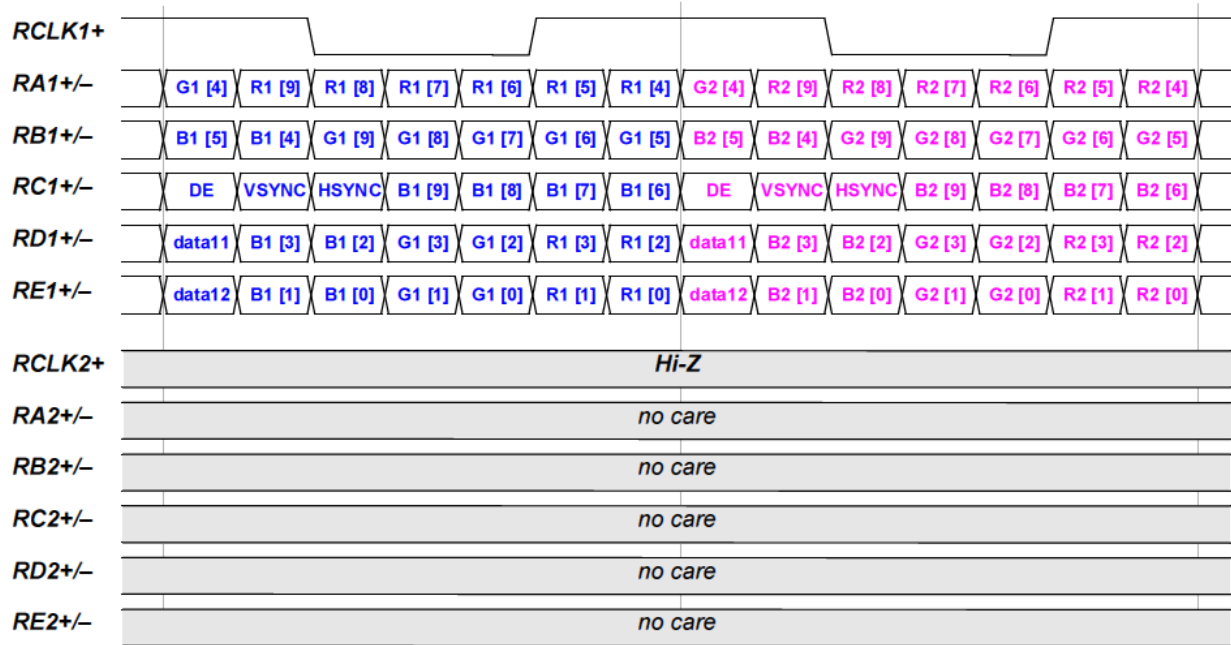 RCLK1+
RA1+/– G1 [4] R1 [9] R1 [8] R1 [7] R1 [6] R1 [5] R1 [4] G2 [4] R2 [9] R2 [8] R2 [7] R2 [6] R2 [5] R2 [4]
RB1+/– B1 [5] B1 [4] G1 [9] G1 [8] G1 [7] G1 [6] G1 [5] B2 [5] B2 [4] G2 [9] G2 [8] G2 [7] G2 [6] G2 [5]
RC1+/– DE VSYNC HSYNC B1 [9] B1 [8] B1 [7] B1 [6] DE VSYNC HSYNC B2 [9] B2 [8] B2 [7] B2 [6]
RD1+/– data11 B1 [3] B1 [2] G1 [3] G1 [2] R1 [3] R1 [2] data11 B2 [3] B2 [2] G2 [3] G2 [2] R2 [3] R2 [2]
RE1+/– data12 B1 [1] B1 [0] G1 [1] G1 [0] R1 [1] R1 [0] data12 B2 [1] B2 [0] G2 [1] G2 [0] R2 [1] R2 [0]
RCLK2+ Hi-Z
RA2+/– no care
RB2+/– no care
RC2+/– no care
RD2+/– no care
RE2+/– no care